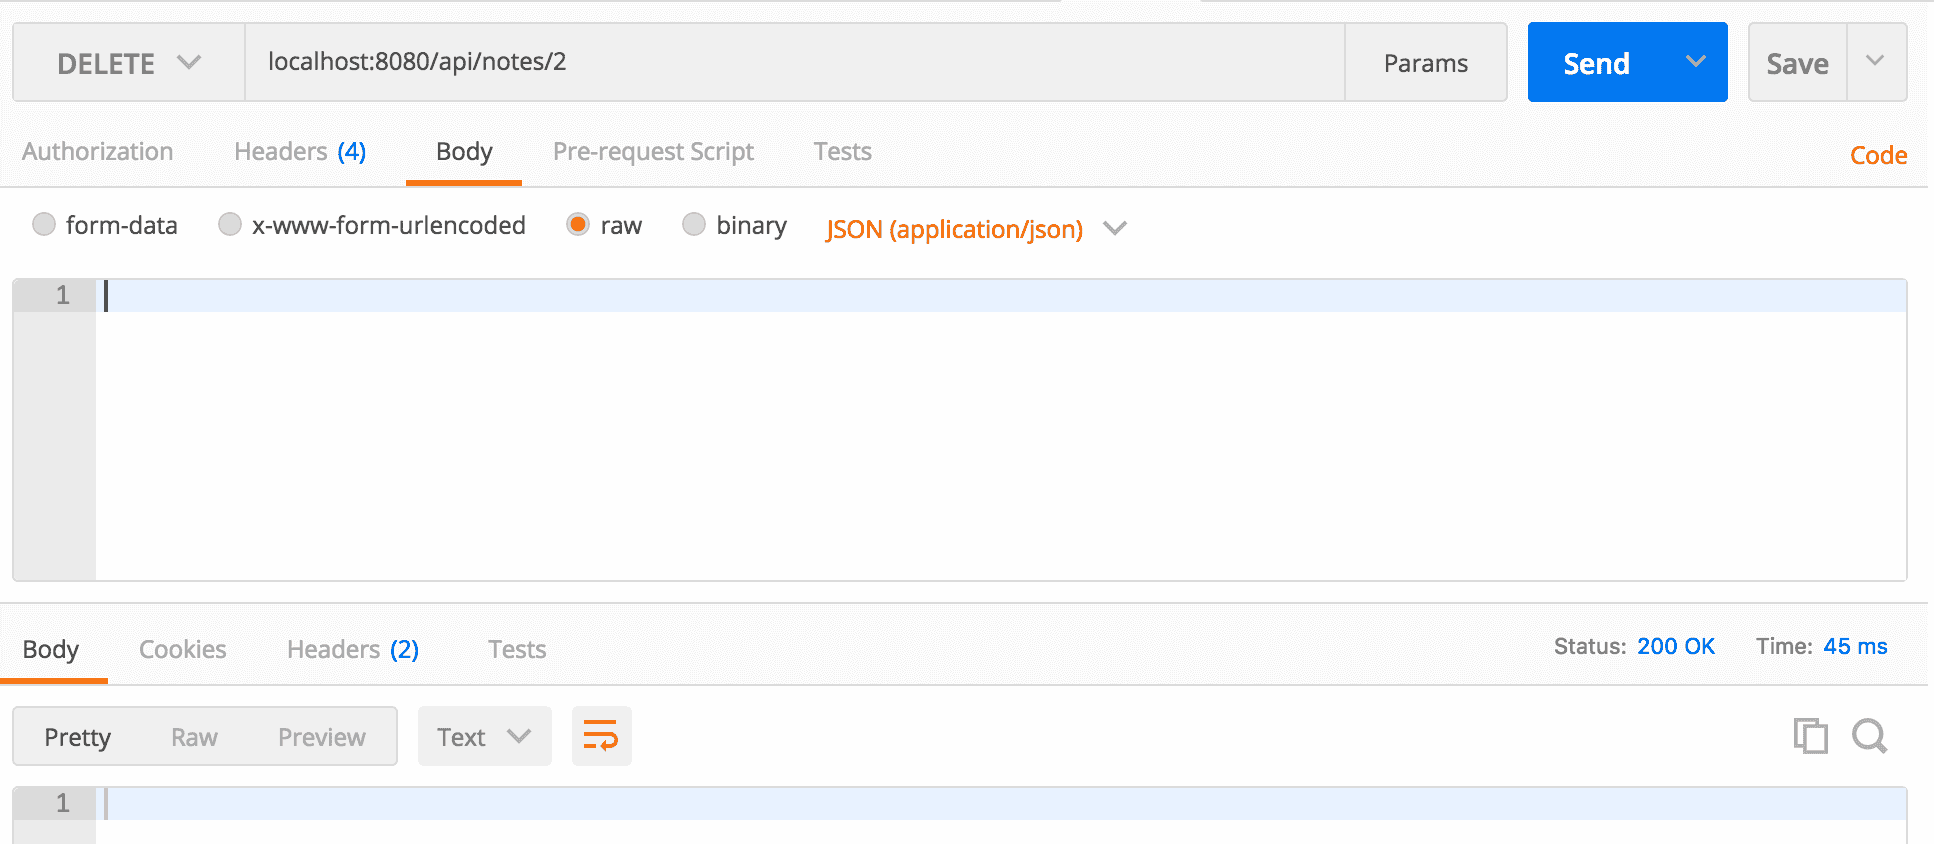 DELETE localhost:8080/api/notes/2 Params Send Save
Authorization Headers (4) Body Pre-request Script Tests Code
form-data x-www-form-urlencoded raw binary JSON (application/json)
1
Body Cookies Headers (2) Tests Status: 200 OK Time: 45 ms
Pretty Raw Preview Text
1